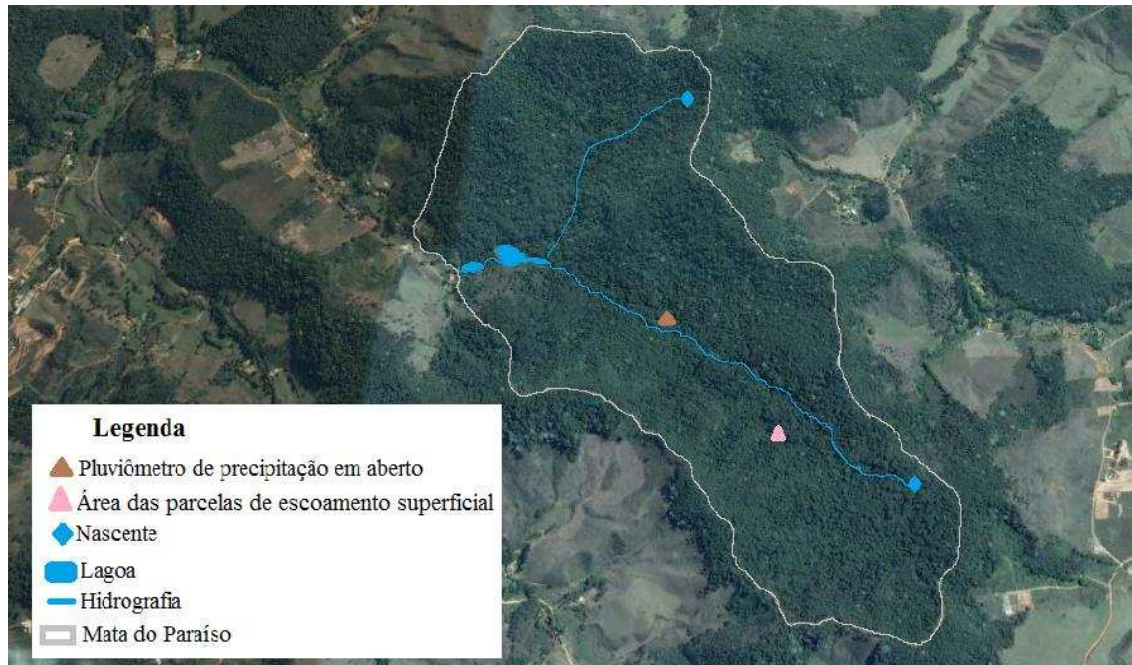 Legenda
Pluviômetro de precipitação em aberto
Área das parcelas de escoamento superficial
Nascente
Lagoa
Hidrografia
Mata do Paraíso